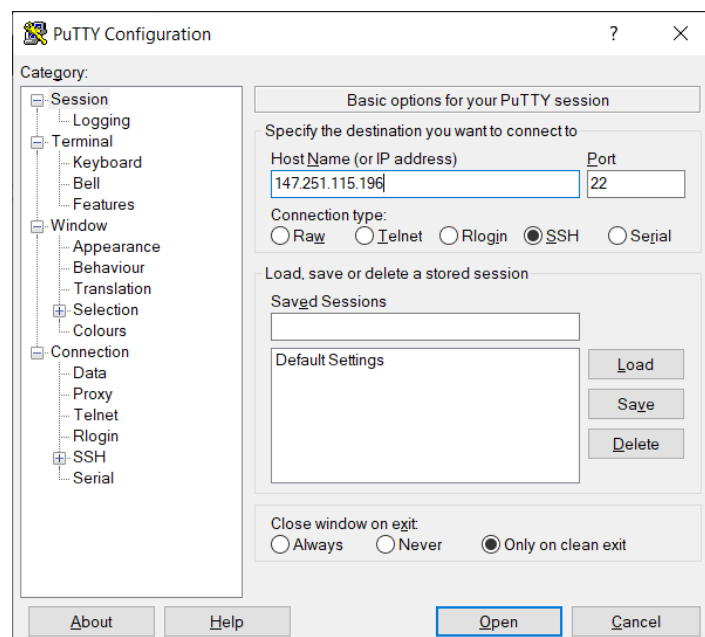 PuTTY Configuration
?
Category:
Session
Logging
Terminal
Keyboard
Bell
Features
Window
Appearance
Behaviour
Translation
Selection
Colours
Connection
Data
Proxy
Telnet
Rlogin
SSH
Serial
Basic options for your PuTTY session
Specify the destination you want to connect to
Host Name (or IP address) Port
147.251.115.196 22
Connection type:
Raw Telnet Rlogin SSH Serial
Load, save or delete a stored session
Saved Sessions
Default Settings
Load
Save
Delete
Close window on exit:
Always Never Only on clean exit
About Help Open Cancel